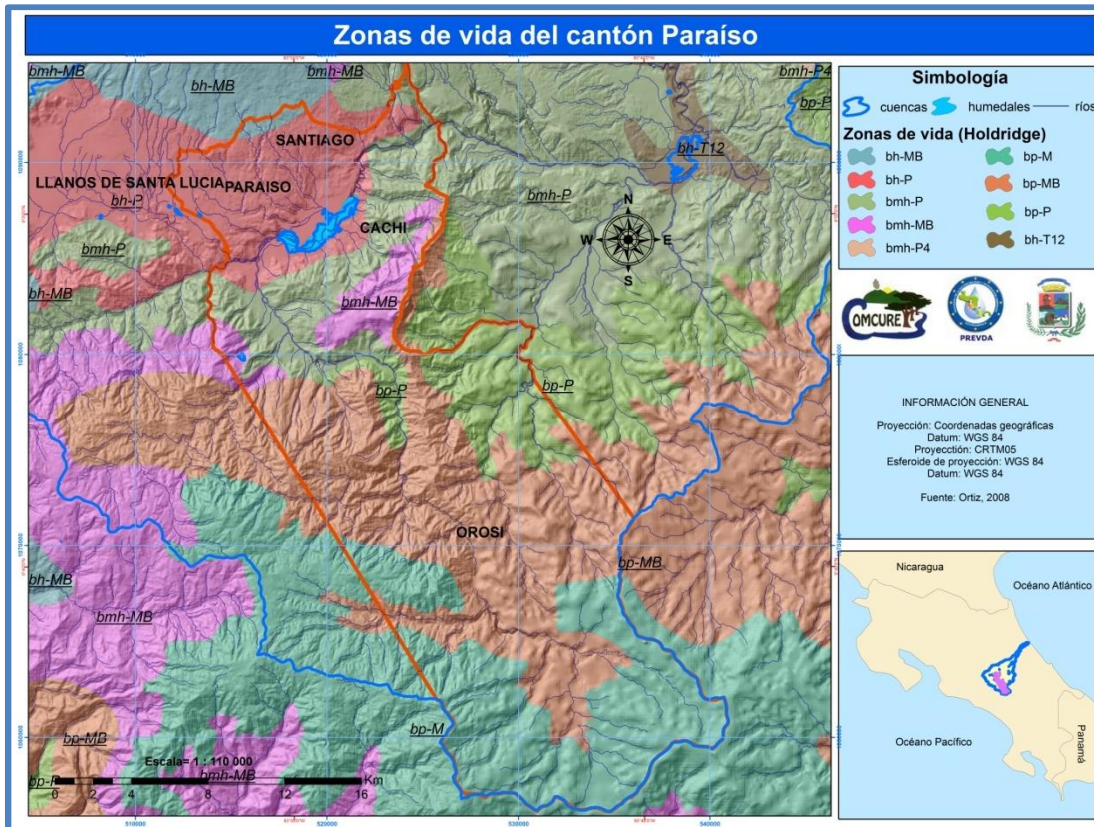 Zonas de vida del cantón Paraíso
bmh-MB
bh-MB
bmh-MB
bmh-P4
bp-P
SANTIAGO
bh-T12
LLANOS DE SANTA LUCIA
PARAISO
bh-P
bmh-P
CACHI
bmh-P
N
W E
S
bh-MB
bmh-MB
bp-P
bp-P
OROSI
bp-MB
bh-MB
bmh-MB
bp-M
bp-MB
bp-P
bmh-MB
Escala= 1 : 110 000
Km
0 2 4 8 12 16
510000 520000 530000 540000
Simbología
cuencas humedales ríos
Zonas de vida (Holdridge)
bh-MB bp-M
bh-P bp-MB
bmh-P bp-P
bmh-MB bh-T12
bmh-P4
COMCURE
PREVDA
INFORMACIÓN GENERAL
Proyección: Coordenadas geográficas
Datum: WGS 84
Proyecctión: CRTM05
Esferoide de proyección: WGS 84
Datum: WGS 84
Fuente: Ortiz, 2008
Nicaragua
Océano Atlántico
Océano Pacífico
Panamá